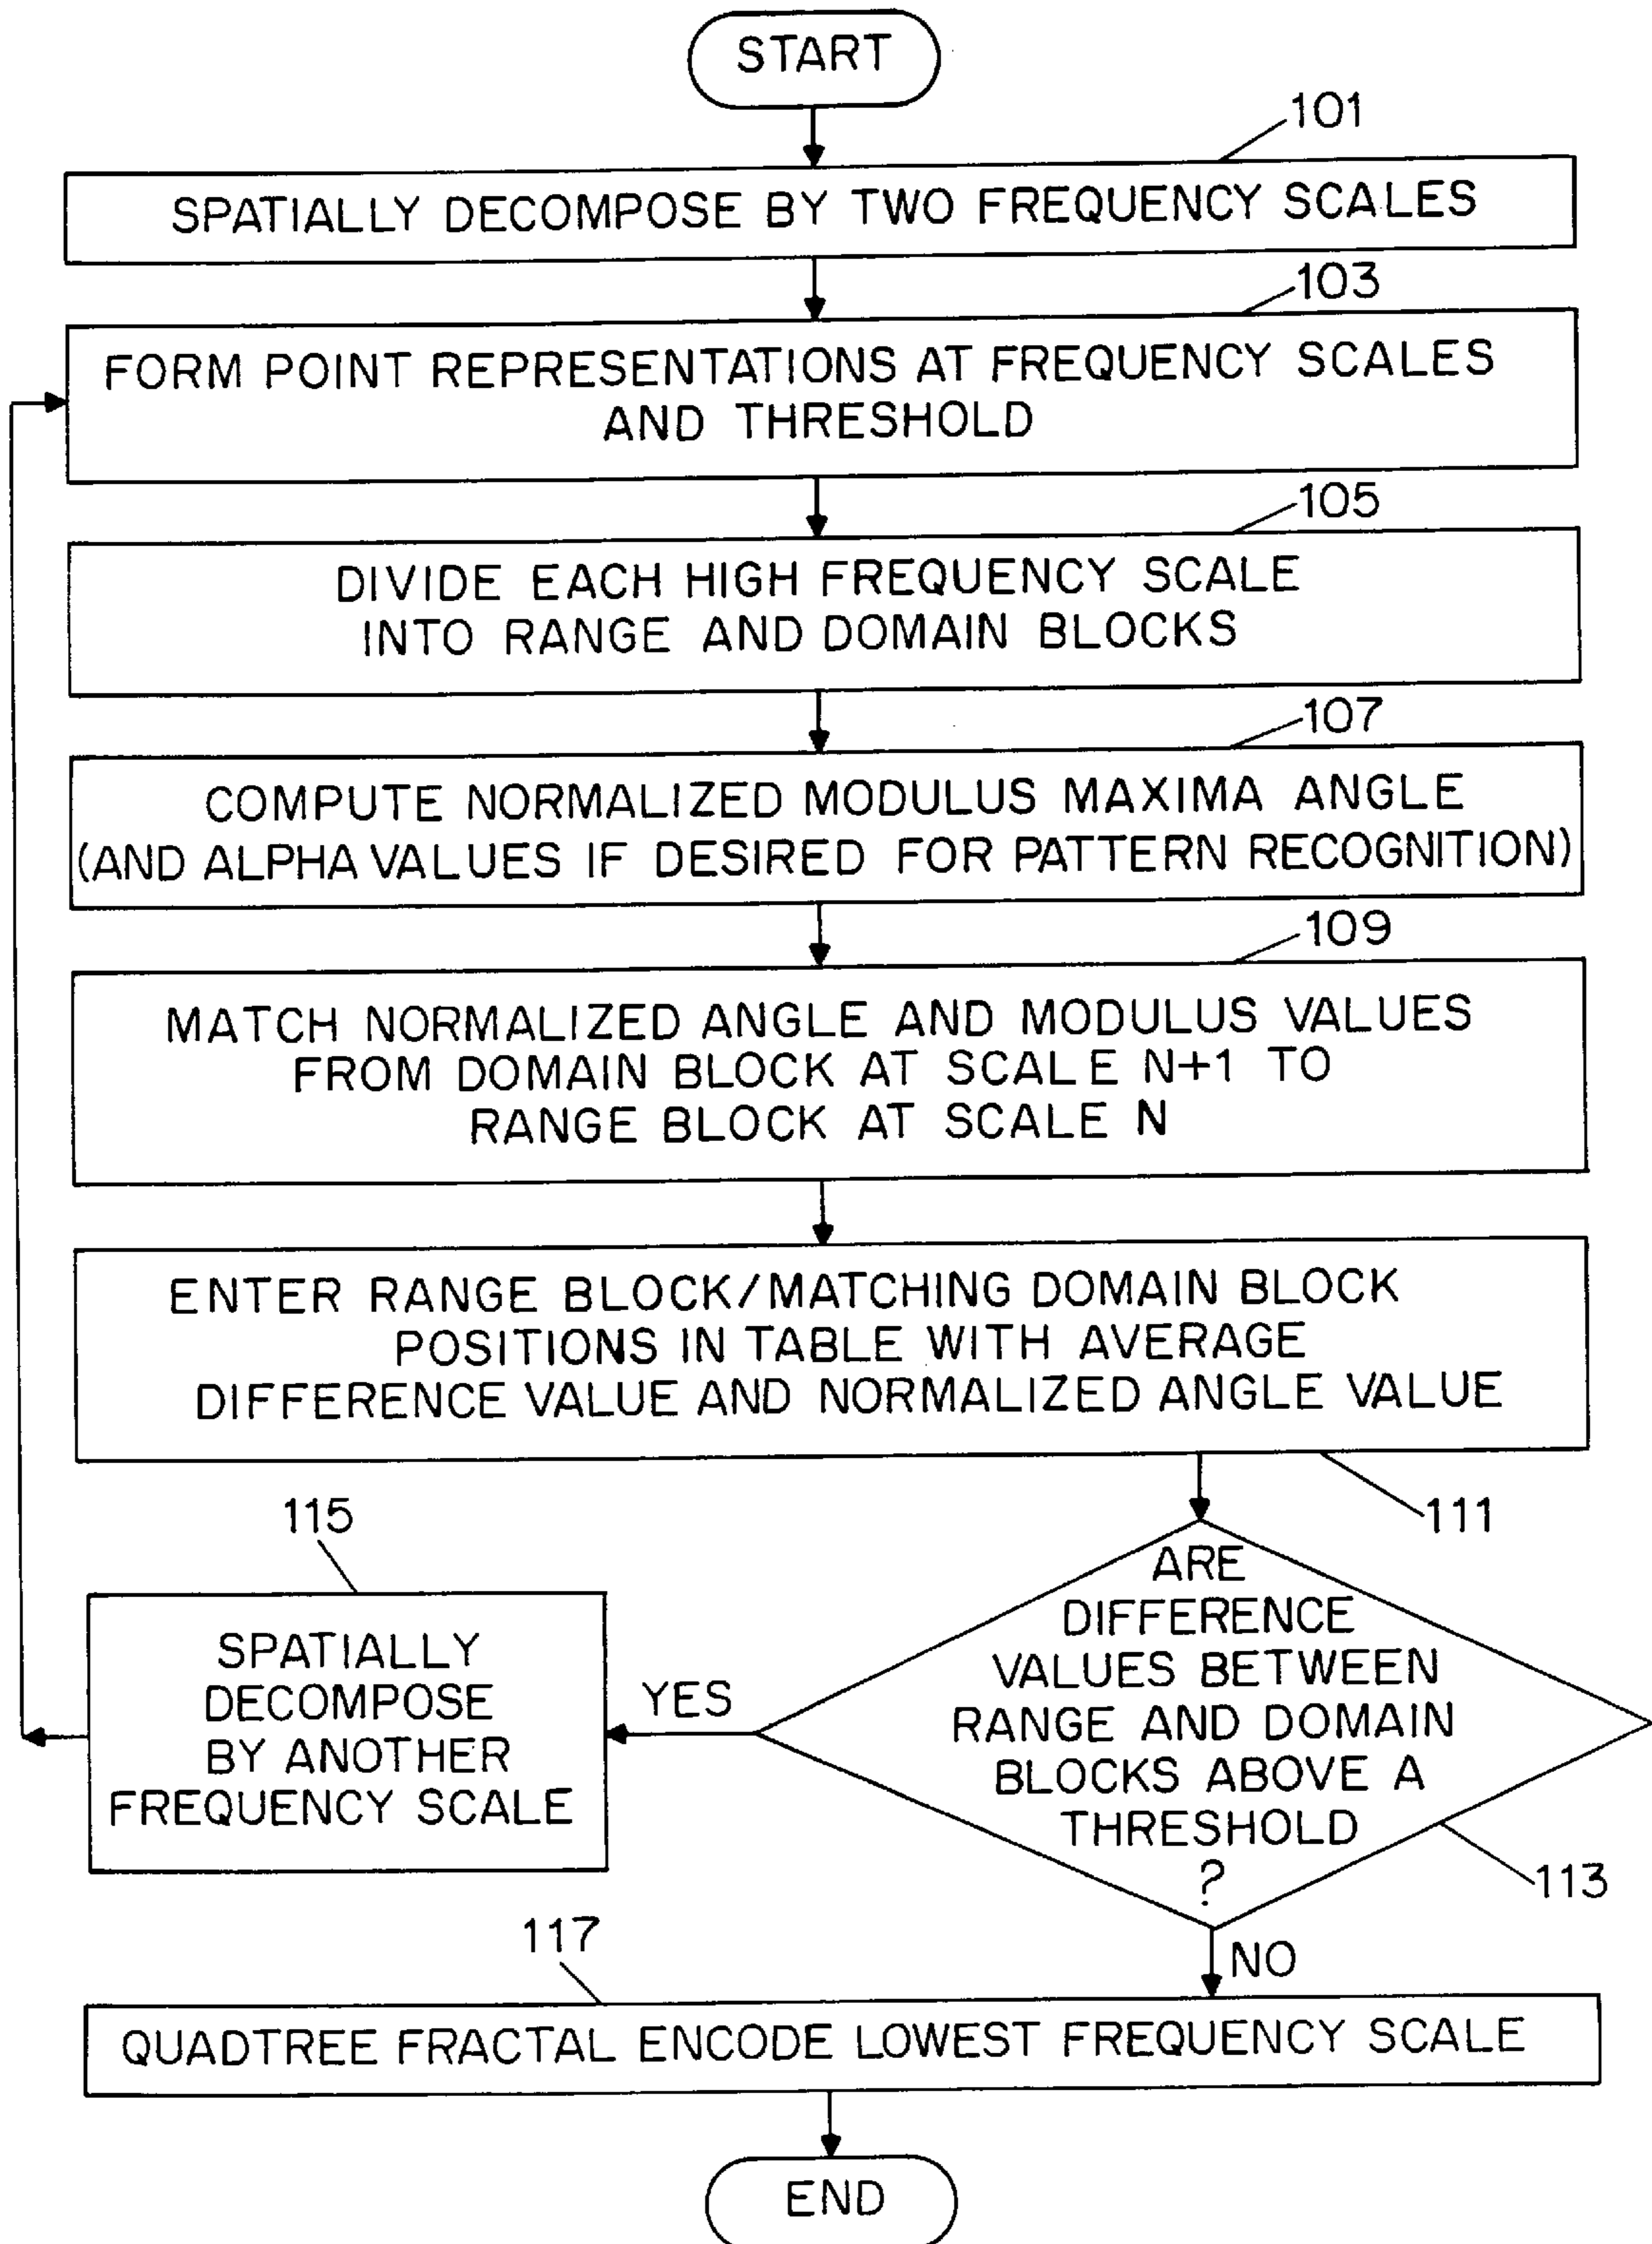 START
101
SPATIALLY DECOMPOSE BY TWO FREQUENCY SCALES
103
FORM POINT REPRESENTATIONS AT FREQUENCY SCALES
AND THRESHOLD
105
DIVIDE EACH HIGH FREQUENCY SCALE
INTO RANGE AND DOMAIN BLOCKS
107
COMPUTE NORMALIZED MODULUS MAXIMA ANGLE
(AND ALPHA VALUES IF DESIRED FOR PATTERN RECOGNITION)
109
MATCH NORMALIZED ANGLE AND MODULUS VALUES
FROM DOMAIN BLOCK AT SCALE N+1 TO
RANGE BLOCK AT SCALE N
ENTER RANGE BLOCK/MATCHING DOMAIN BLOCK
POSITIONS IN TABLE WITH AVERAGE
DIFFERENCE VALUE AND NORMALIZED ANGLE VALUE
111
ARE
DIFFERENCE
VALUES BETWEEN
RANGE AND DOMAIN
BLOCKS ABOVE A
THRESHOLD
?
113
YES
115
SPATIALLY
DECOMPOSE
BY ANOTHER
FREQUENCY SCALE
NO
117
QUADTREE FRACTAL ENCODE LOWEST FREQUENCY SCALE
END